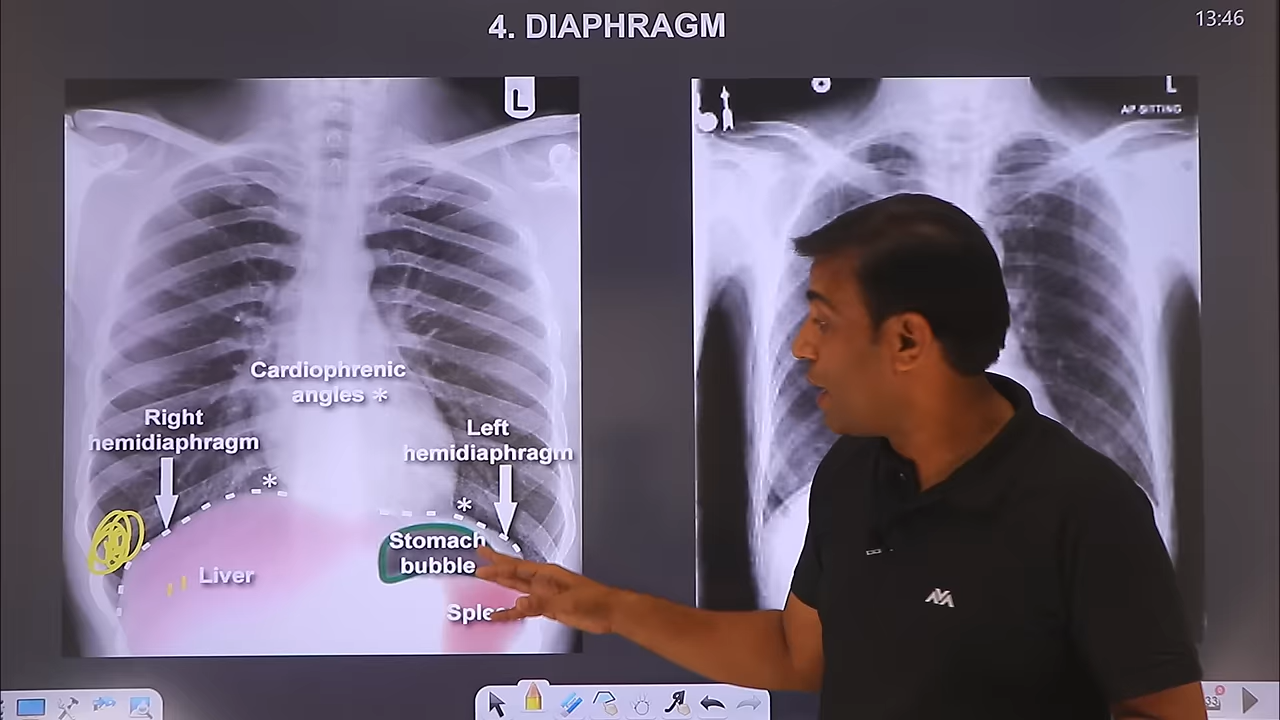 4. DIAPHRAGM
13:46
L
L
AP SITTING
Cardiophrenic
angles *
Right
hemidiaphragm
Left
hemidiaphragm
*
*
Stomach
bubble
Liver